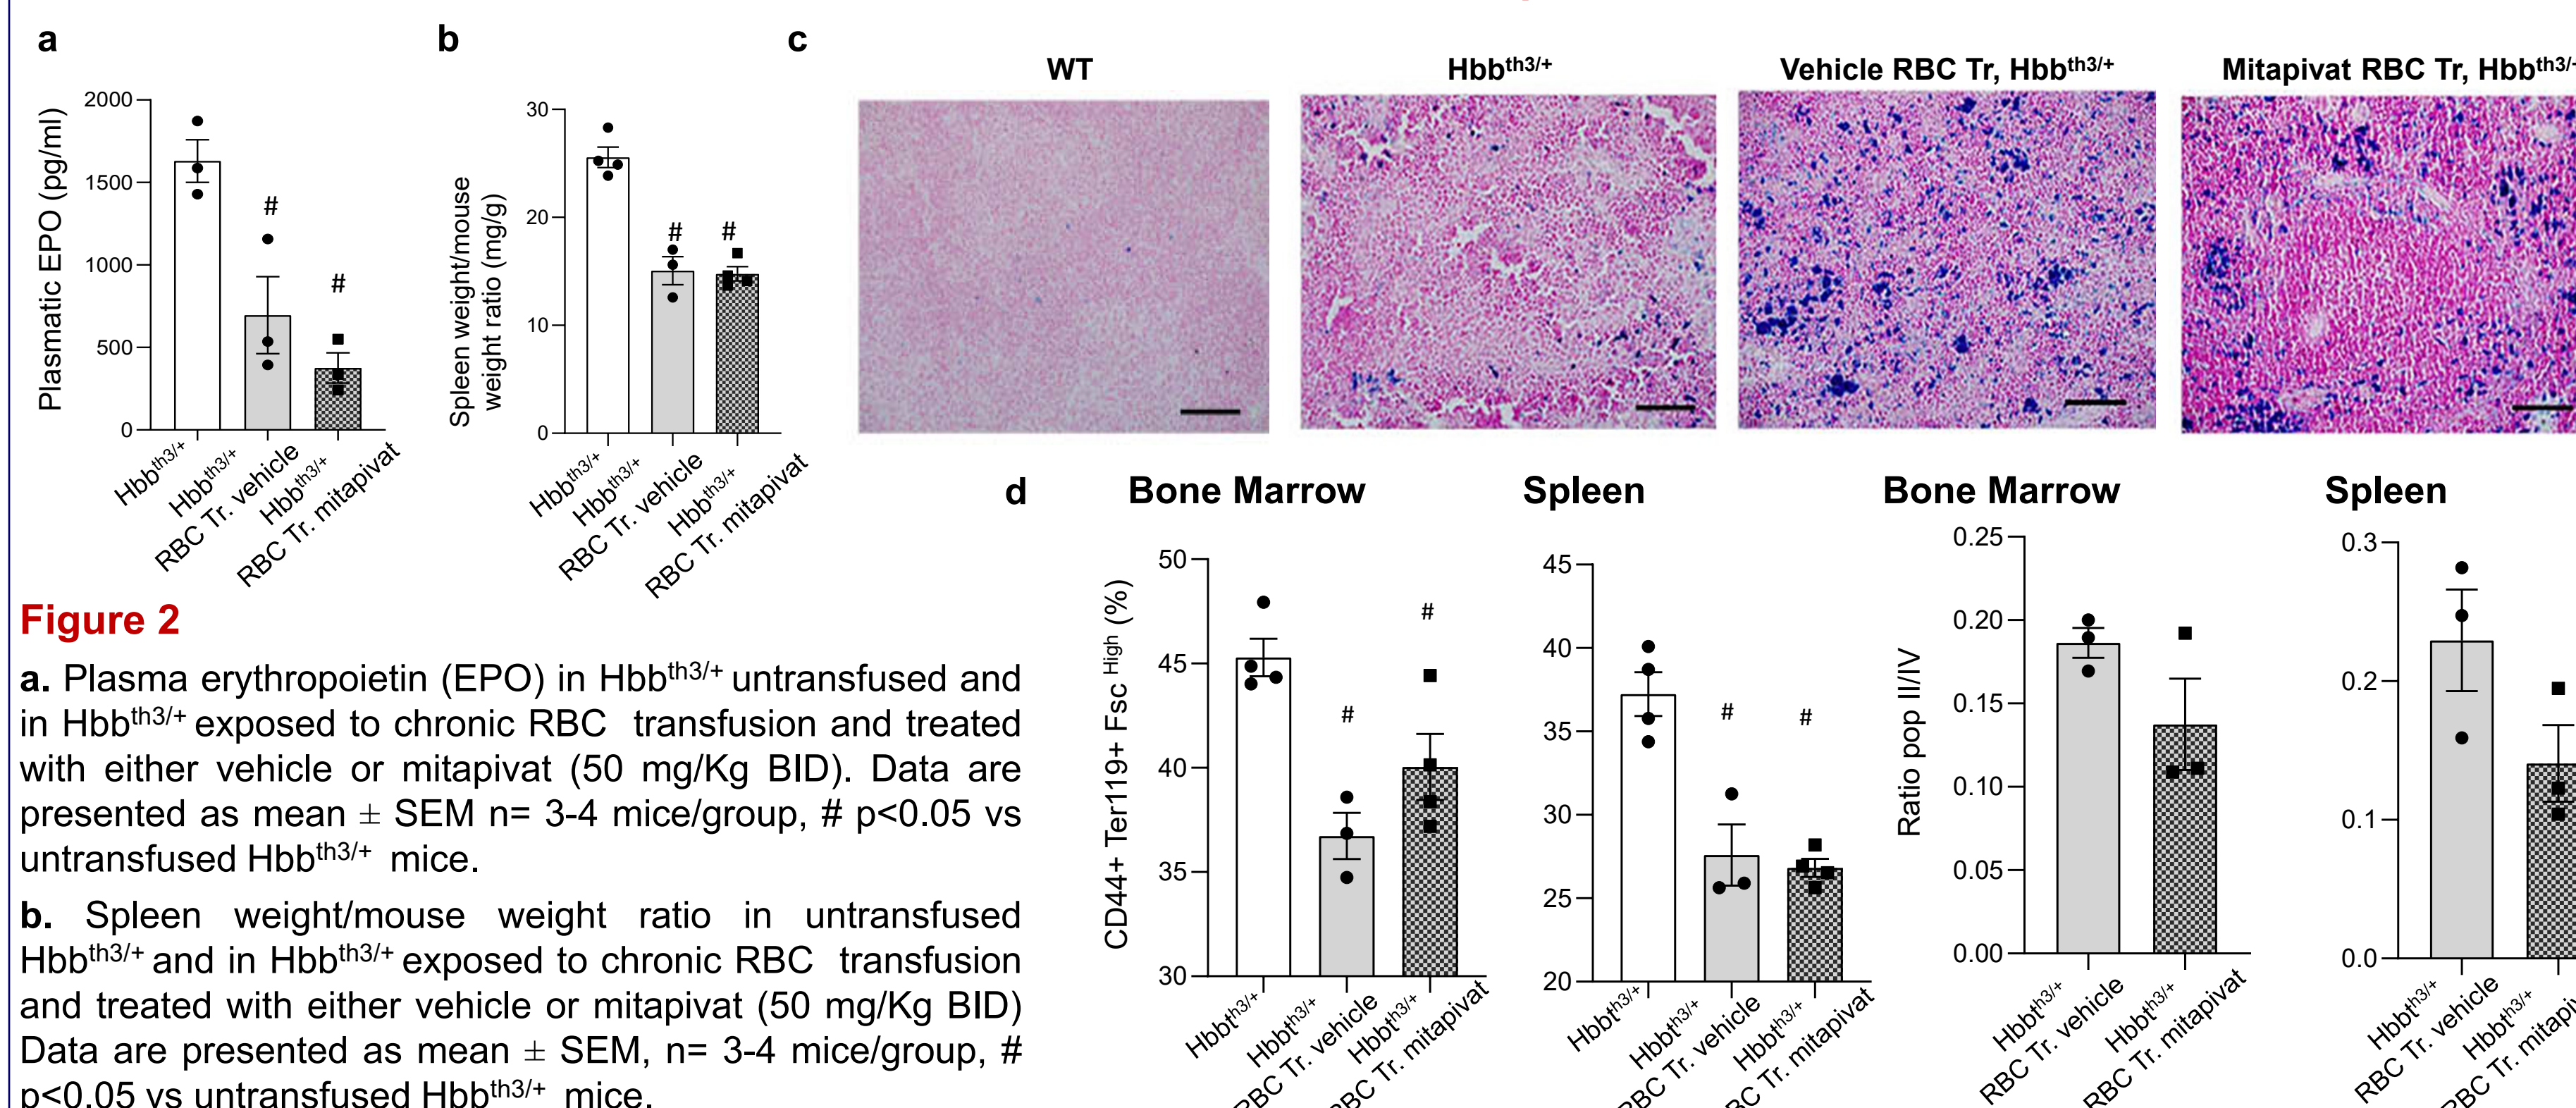 a
Plasmatic EPO (pg/ml)
2000
1500
1000
500
0
#
#
Hbbth3/+
Hbbth3/+
RBC Tr. vehicle
Hbbth3/+
RBC Tr. mitapivat
b
Spleen weight/mouse
weight ratio (mg/g)
30
20
10
0
#
#
Hbbth3/+
Hbbth3/+
RBC Tr. vehicle
Hbbth3/+
RBC Tr. mitapivat
c
WT
Hbbth3/+
Vehicle RBC Tr, Hbbth3/+
Mitapivat RBC Tr, Hbbth3/+
d
Bone Marrow
CD44+ Ter119+ Fsc High (%)
50
45
40
35
30
#
#
Hbbth3/+
Hbbth3/+
RBC Tr. vehicle
Hbbth3/+
RBC Tr. mitapivat
Spleen
45
40
35
30
25
20
#
#
Hbbth3/+
Hbbth3/+
RBC Tr. vehicle
Hbbth3/+
RBC Tr. mitapivat
Bone Marrow
Ratio pop II/IV
0.25
0.20
0.15
0.10
0.05
0.00
Hbbth3/+
RBC Tr. vehicle
Hbbth3/+
RBC Tr. mitapivat
Spleen
0.3
0.2
0.1
0.0
Hbbth3/+
RBC Tr. vehicle
Hbbth3/+
Figure 2
a. Plasma erythropoietin (EPO) in Hbbth3/+ untransfused and
in Hbbth3/+ exposed to chronic RBC transfusion and treated
with either vehicle or mitapivat (50 mg/Kg BID). Data are
presented as mean ± SEM n= 3-4 mice/group, # p<0.05 vs
untransfused Hbbth3/+ mice.
b. Spleen weight/mouse weight ratio in untransfused
Hbbth3/+ and in Hbbth3/+ exposed to chronic RBC transfusion
and treated with either vehicle or mitapivat (50 mg/Kg BID)
Data are presented as mean ± SEM, n= 3-4 mice/group, #
p<0.05 vs untransfused Hbbth3/+ mice.